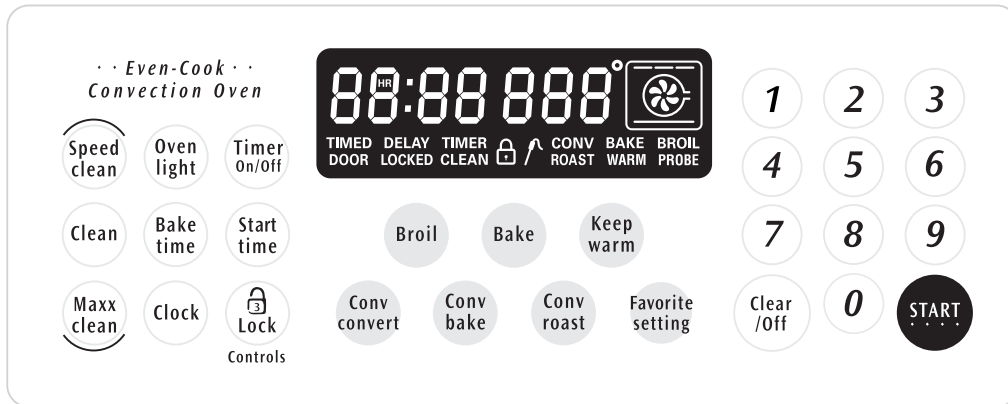 · · Even-Cook · ·
Convection Oven
Speed
clean
Oven
light
Timer
On/Off
Clean
Bake
time
Start
time
Maxx
clean
Clock
3
Lock
Controls
88:88 888°
HR
TIMED DELAY TIMER CONV BAKE BROIL
DOOR LOCKED CLEAN ROAST WARM PROBE
Broil
Bake
Keep
warm
Conv
convert
Conv
bake
Conv
roast
Favorite
setting
1 2 3
4 5 6
7 8 9
Clear
/Off
0
START